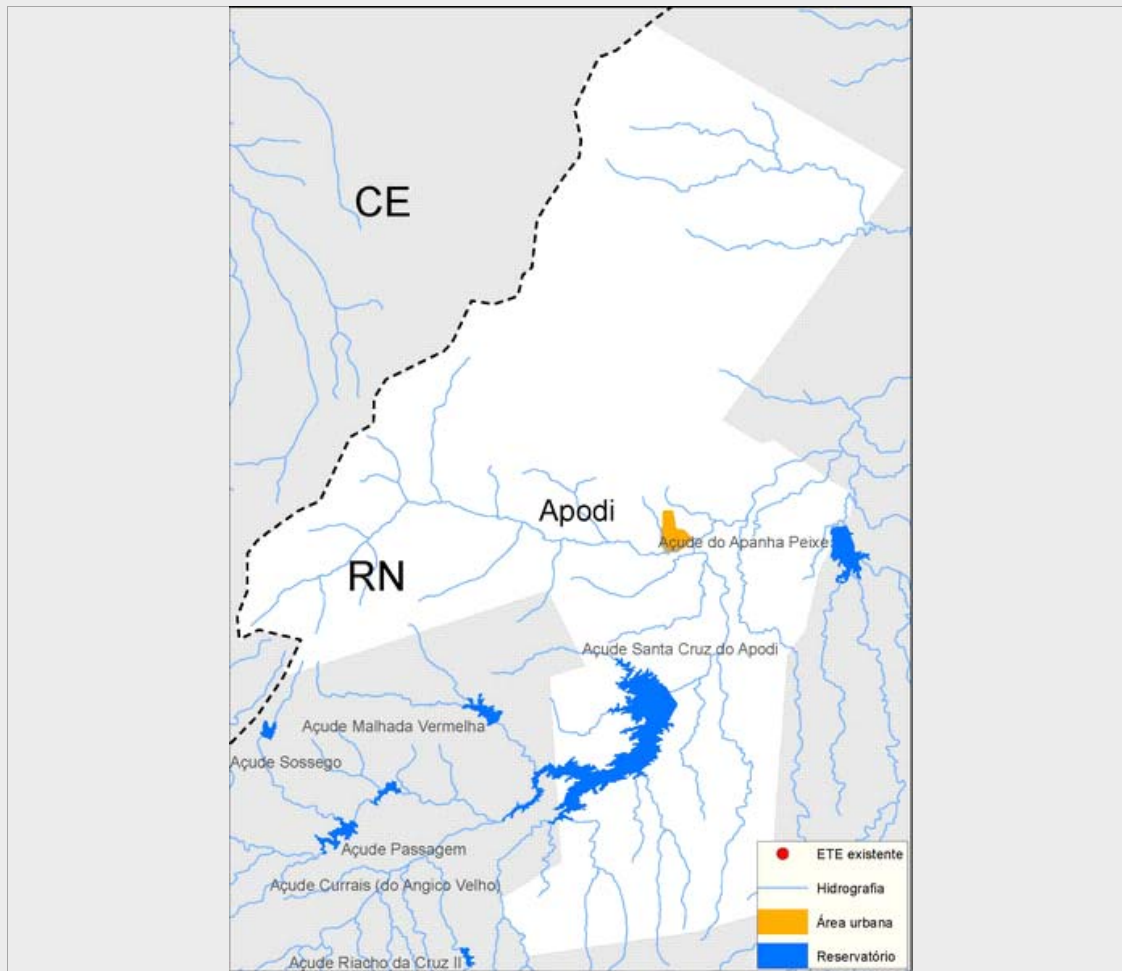 CE
Apodi
Açude do Apanha Peixe
RN
Açude Santa Cruz do Apodi
Açude Malhada Vermelha
Açude Sossego
Açude Passagem
Açude Currais (do Angico Velho)
Açude Riacho da Cruz II
ETE existente
Hidrografia
Área urbana
Reservatório